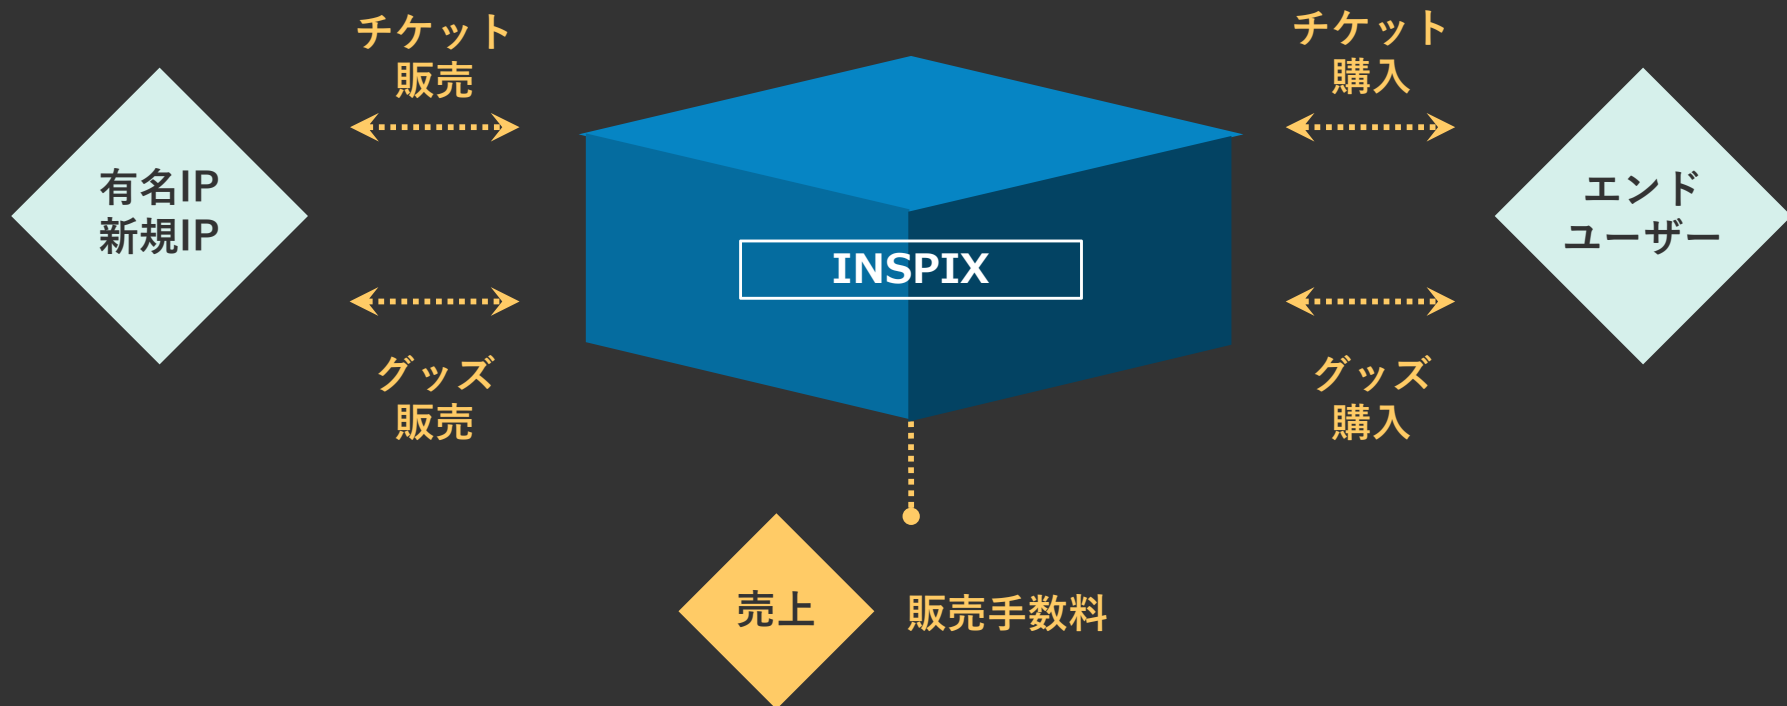 チケット
販売
有名IP
新規IP
グッズ
販売
INSPIX
チケット
購入
エンド
ユーザー
グッズ
購入
売上
販売手数料